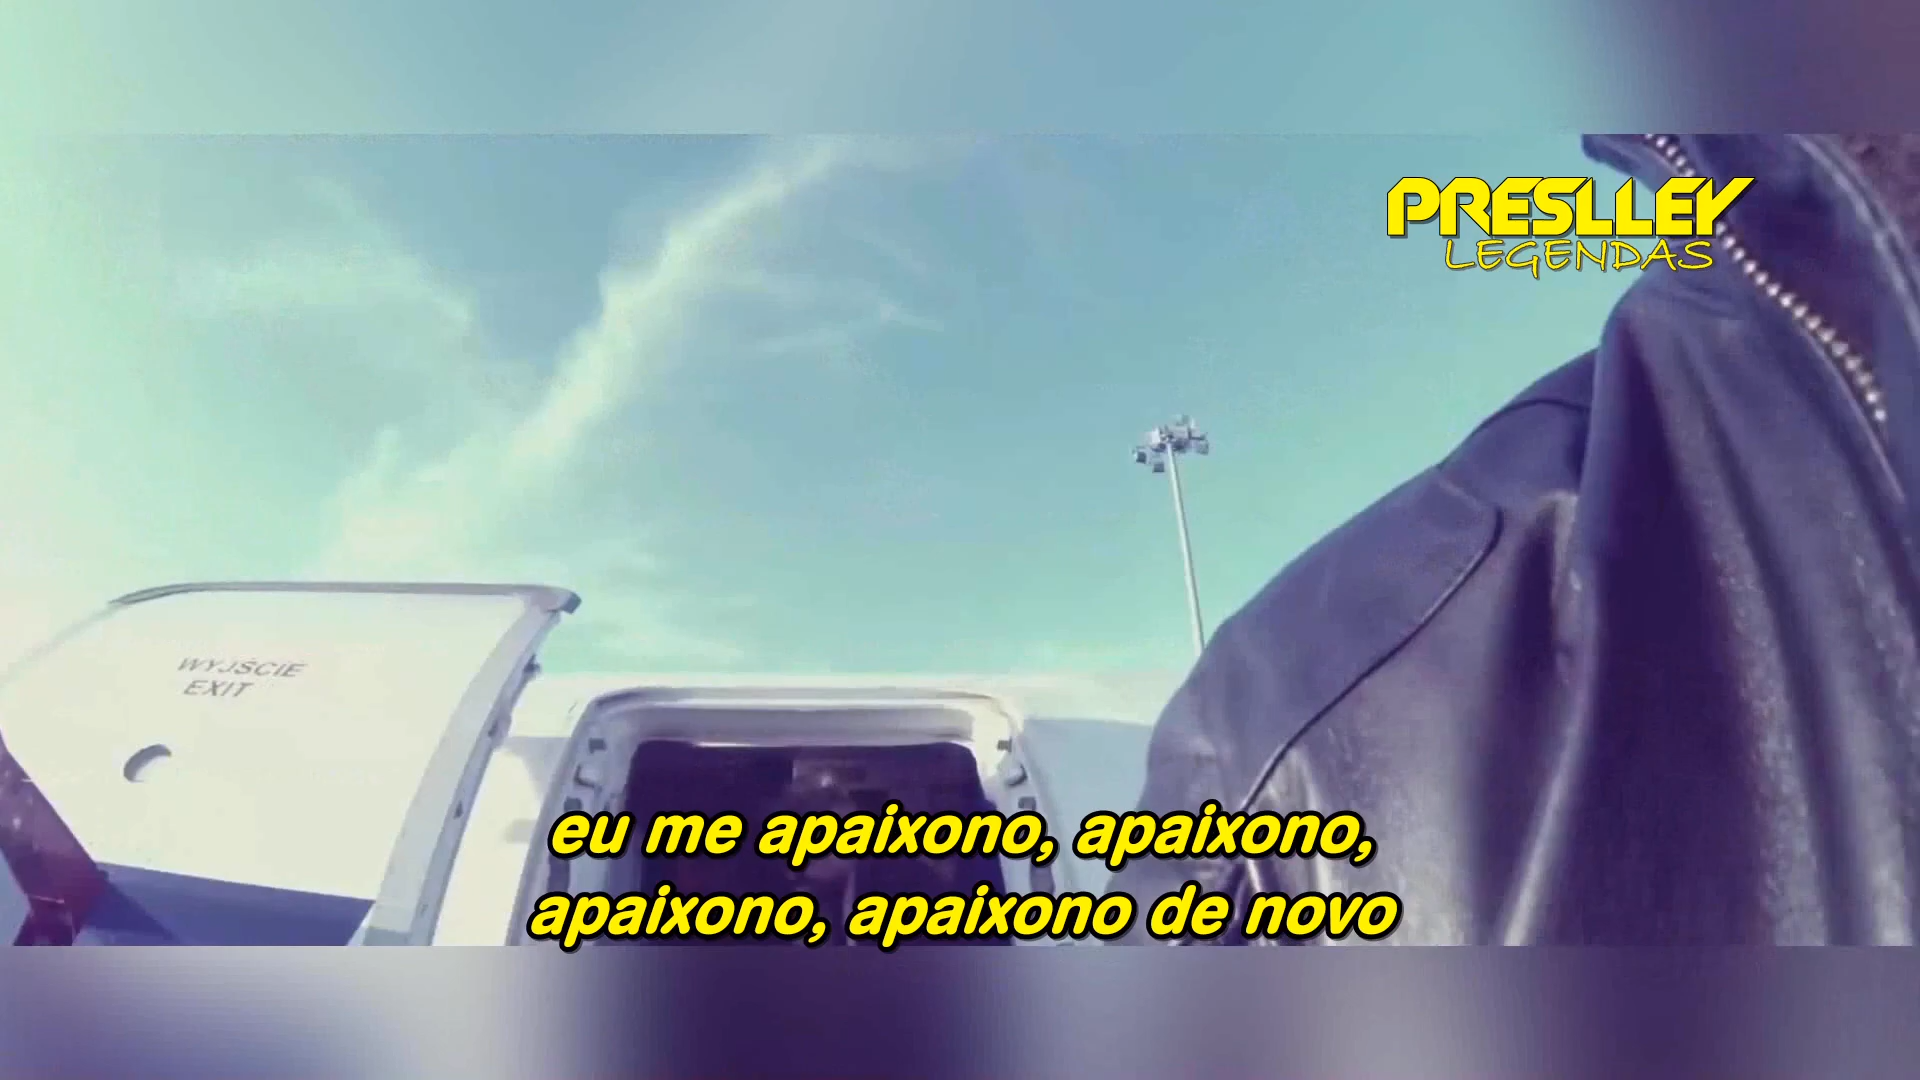 PRESLLEY
LEGENDAS
WYJŚCIE
EXIT
eu me apaixono, apaixono,
apaixono, apaixono de novo